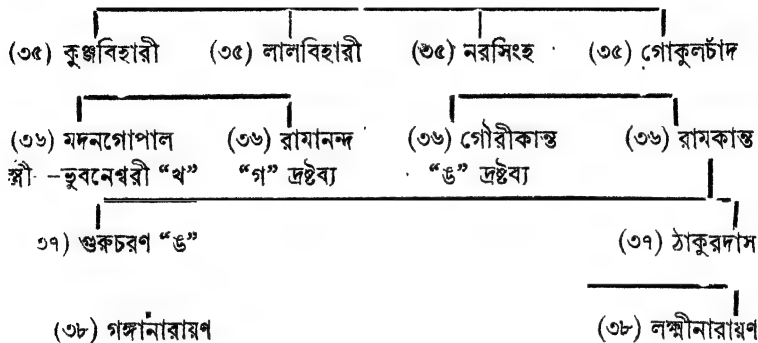 (৩৫) কুঞ্জবিহারী (৩৫) লালবিহারী (৩৫) নরসিংহ (৩৫) গোকুলচাঁদ
(৩৬) মদনগোপাল (৩৬) রামানন্দ (৩৬) গৌরীকান্ত (৩৬) রামকান্ত
স্ত্রী -ভুবনেশ্বরী “খ” “গ” দ্রষ্টব্য “ঙ” দ্রষ্টব্য
৩৭) গুরুচরণ “ঙ” (৩৭) ঠাকুরদাস
(৩৮) গঙ্গানারায়ণ (৩৮) লক্ষ্মীনারায়ণ